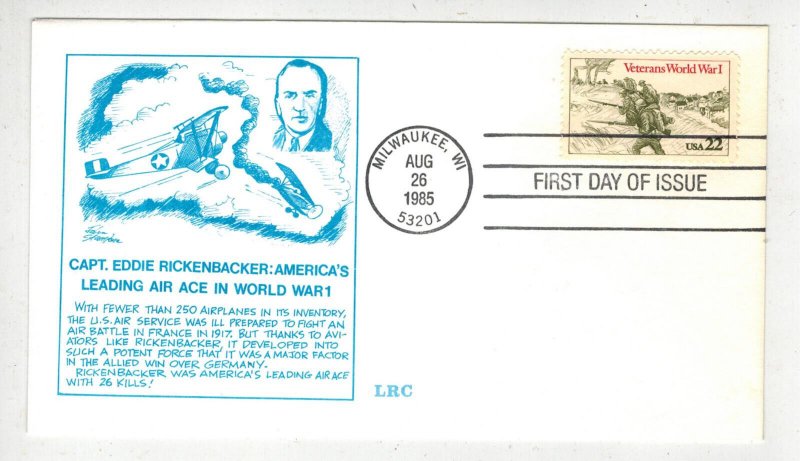 CAPT. EDDIE RICKENBACKER:AMERICA'S
LEADING AIR ACE IN WORLD WAR1
WITH FEWER THAN 250 AIRPLANES IN ITS INVENTORY,
THE U.S. AIR SERVICE WAS ILL PREPARED TO FIGHT AN
AIR BATTLE IN FRANCE IN 1917. BUT THANKS TO AVI-
ATORS LIKE RICKENBACKER, IT DEVELOPED INTO
SUCH A POTENT FORCE THAT IT WAS A MAJOR FACTOR
IN THE ALLIED WIN OVER GERMANY.
RICKENBACKER WAS AMERICA'S LEADING AIR ACE
WITH 26 KILLS!
LRC
MILWAUKEE, WI
AUG
26
1985
53201
Veterans World War I
USA 22
FIRST DAY OF ISSUE